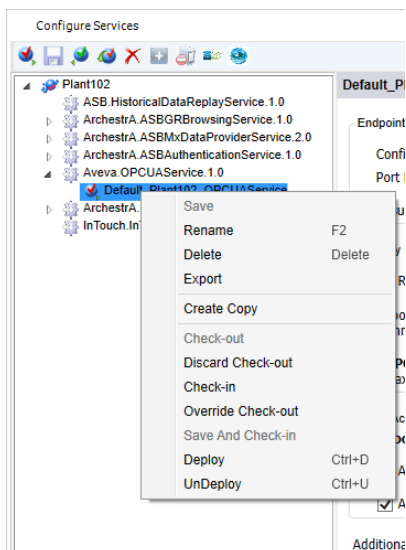 Configure Services
Plant102
ASB.HistoricalDataReplayService.1.0
ArchestrA.ASBGRBrowsingService.1.0
ArchestrA.ASBMxDataProviderService.2.0
ArchestrA.ASBAuthenticationService.1.0
Aveva.OPCUAService.1.0
Default_Plant102_OPCUAService
ArchestrA.
InTouch.In
Save
Rename F2
Delete Delete
Export
Create Copy
Check-out
Discard Check-out
Check-in
Override Check-out
Save And Check-in
Deploy Ctrl+D
UnDeploy Ctrl+U
Default_Pl
Endpoint
Confi
Port
Additiona